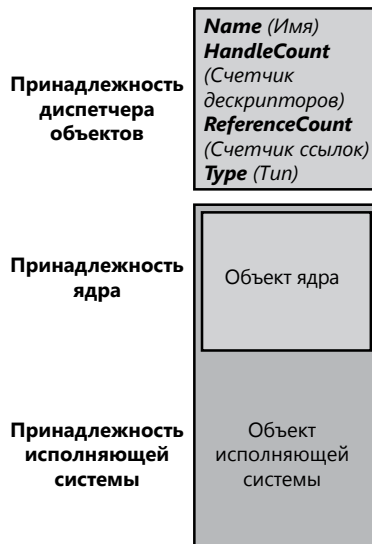 Принадлежность
диспетчера
объектов
Name (Имя)
HandleCount
(Счетчик
дескрипторов)
ReferenceCount
(Счетчик ссылок)
Type (Тип)
Принадлежность
ядра
Объект ядра
Принадлежность
исполняющей
системы
Объект
исполняющей
системы